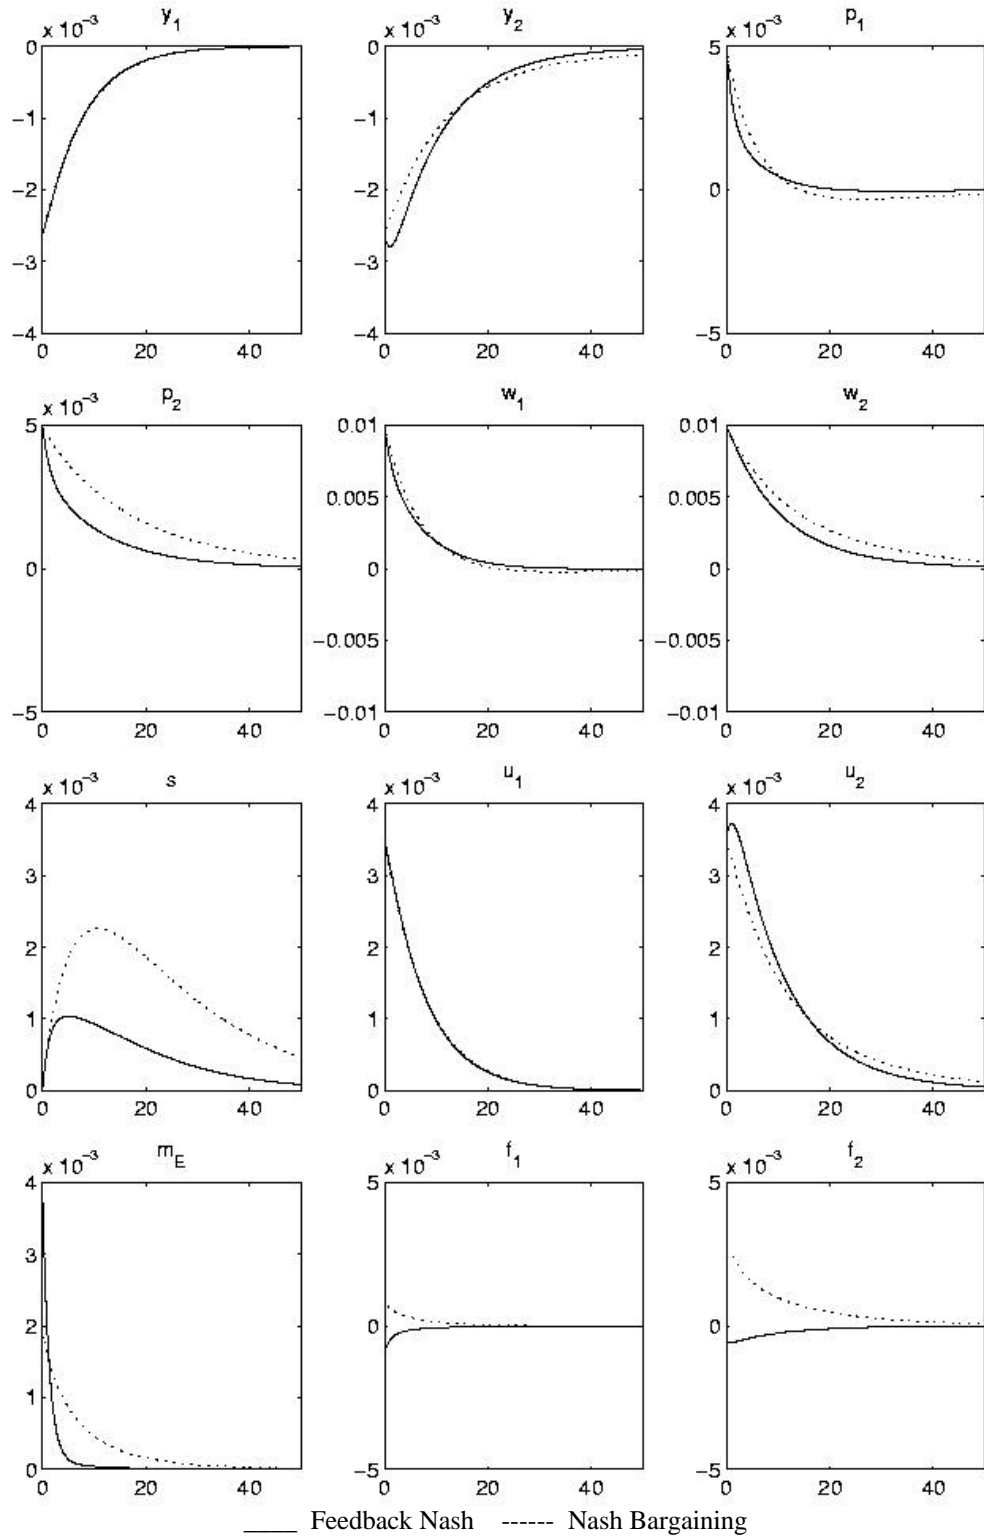 y1 y2 p1
x 10−3 x 10−3 x 10−3
0 0 5
−1 −1
−2 −2 0
−3 −3
−4 −4 −5
0 20 40 0 20 40 0 20 40
p2 w1 w2
x 10−3
5 0.01 0.01
0.005 0.005
0 0 0
−0.005 −0.005
−5 −0.01 −0.01
0 20 40 0 20 40 0 20 40
s u1 u2
x 10−3 x 10−3 x 10−3
4 4 4
3 3 3
2 2 2
1 1 1
0 0 0
0 20 40 0 20 40 0 20 40
mE f1 f2
x 10−3 x 10−3 x 10−3
4 5 5
3
2 0 0
1
0 −5 −5
0 20 40 0 20 40 0 20 40
____ Feedback Nash ------ Nash Bargaining